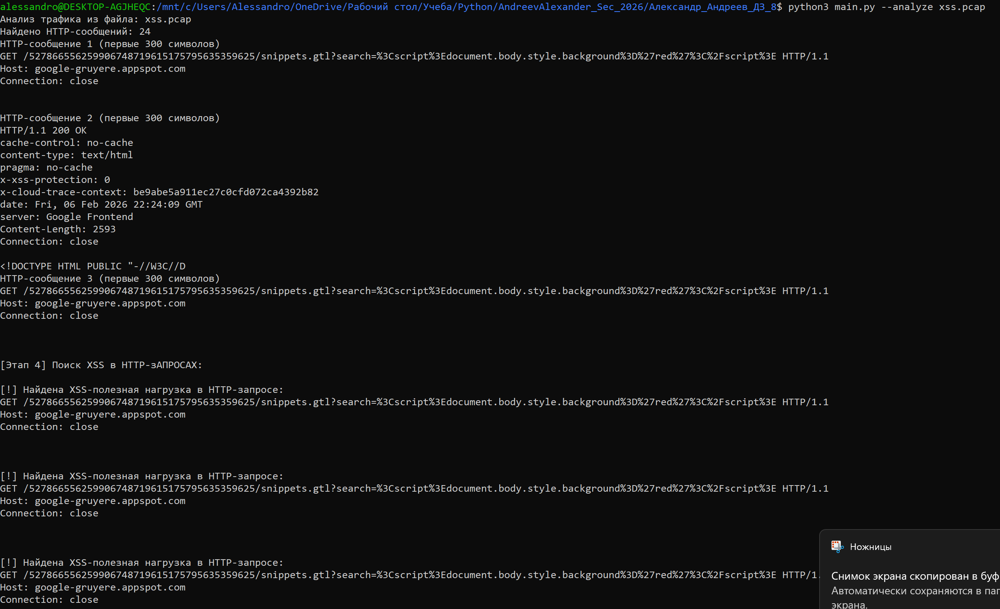 alessandro@DESKTOP-AGJHEQC:/mnt/c/Users/Alessandro/OneDrive/Рабочий стол/Учеба/Python/AndreevAlexander_Sec_2026/Александр_Андреев_ДЗ_8$ python3 main.py --analyze xss.pcap
Анализ трафика из файла: xss.pcap
Найдено HTTP-сообщений: 24
HTTP-сообщение 1 (первые 300 символов)
GET /527866556259906748719615175795635359625/snippets.gtl?search=%3Cscript%3Edocument.body.style.background%3D%27red%27%3C%2Fscript%3E HTTP/1.1
Host: google-gruyere.appspot.com
Connection: close
HTTP-сообщение 2 (первые 300 символов)
HTTP/1.1 200 OK
cache-control: no-cache
content-type: text/html
pragma: no-cache
x-xss-protection: 0
x-cloud-trace-context: be9abe5a911ec27c0cfd072ca4392b82
date: Fri, 06 Feb 2026 22:24:09 GMT
server: Google Frontend
Content-Length: 2593
Connection: close
<!DOCTYPE HTML PUBLIC "-//W3C//D
HTTP-сообщение 3 (первые 300 символов)
GET /527866556259906748719615175795635359625/snippets.gtl?search=%3Cscript%3Edocument.body.style.background%3D%27red%27%3C%2Fscript%3E HTTP/1.1
Host: google-gruyere.appspot.com
Connection: close
[Этап 4] Поиск XSS в HTTP-зАПРОСАХ:
[!] Найдена XSS-полезная нагрузка в HTTP-запросе:
GET /527866556259906748719615175795635359625/snippets.gtl?search=%3Cscript%3Edocument.body.style.background%3D%27red%27%3C%2Fscript%3E HTTP/1.1
Host: google-gruyere.appspot.com
Connection: close
[!] Найдена XSS-полезная нагрузка в HTTP-запросе:
GET /527866556259906748719615175795635359625/snippets.gtl?search=%3Cscript%3Edocument.body.style.background%3D%27red%27%3C%2Fscript%3E HTTP/1.1
Host: google-gruyere.appspot.com
Connection: close
[!] Найдена XSS-полезная нагрузка в HTTP-запросе:
GET /527866556259906748719615175795635359625/snippets.gtl?search=%3Cscript%3Edocument.body.style.background%3D%27red%27%3C%2Fscript%3E HTTP/1.
Host: google-gruyere.appspot.com
Connection: close
Ножницы
Снимок экрана скопирован в буф
Автоматически сохраняются в пап
экрана.